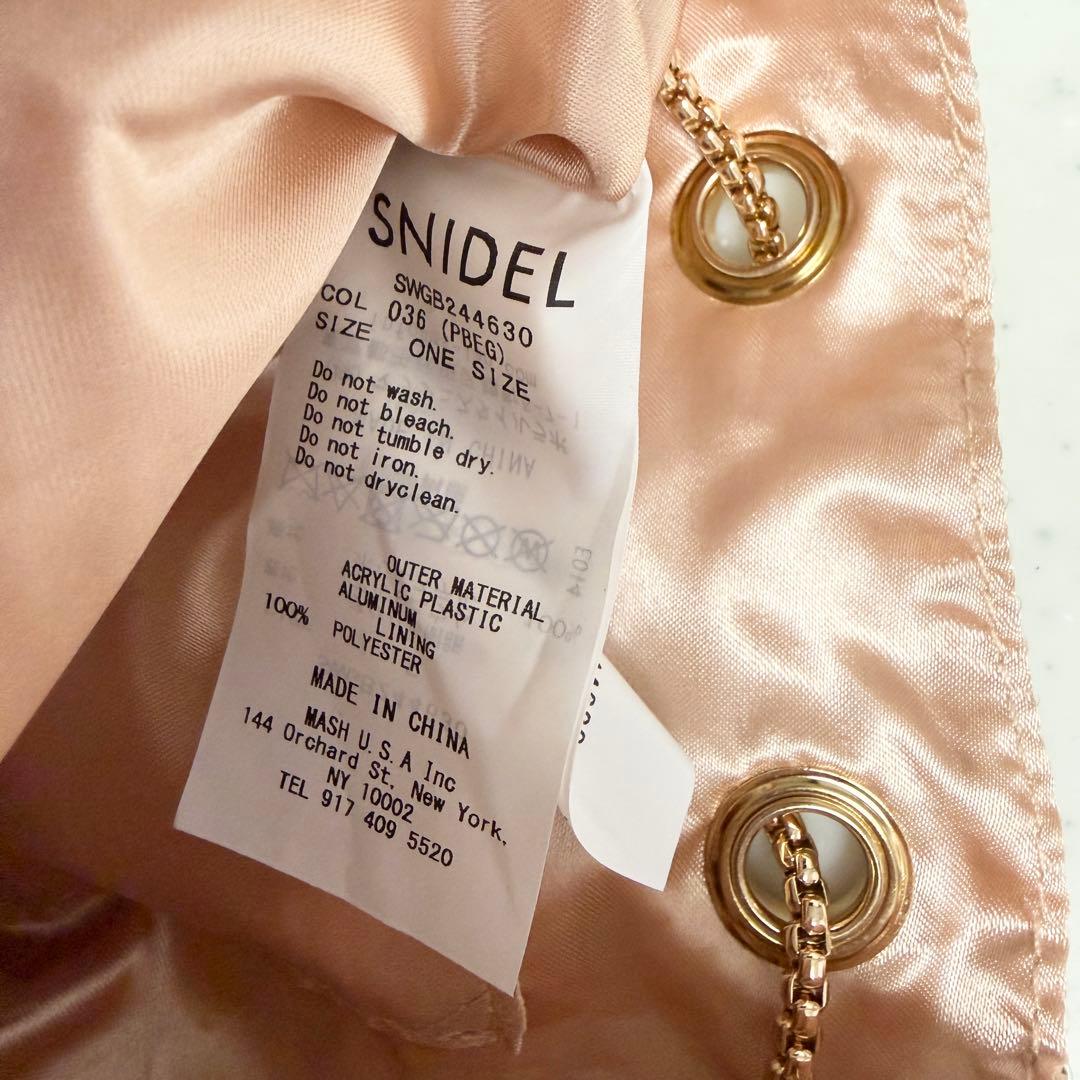 SNIDEL
SWGB244630
COL 036 (PBEG)
SIZE ONE SIZE
Do not wash.
Do not bleach.
Do not tumble dry.
Do not iron.
Do not dryclean.
OUTER MATERIAL
ACRYLIC PLASTIC
ALUMINUM
LINING
100% POLYESTER
MADE IN CHINA
MASH U.S.A Inc
144 Orchard St, New York,
NY 10002
TEL 917 409 5520